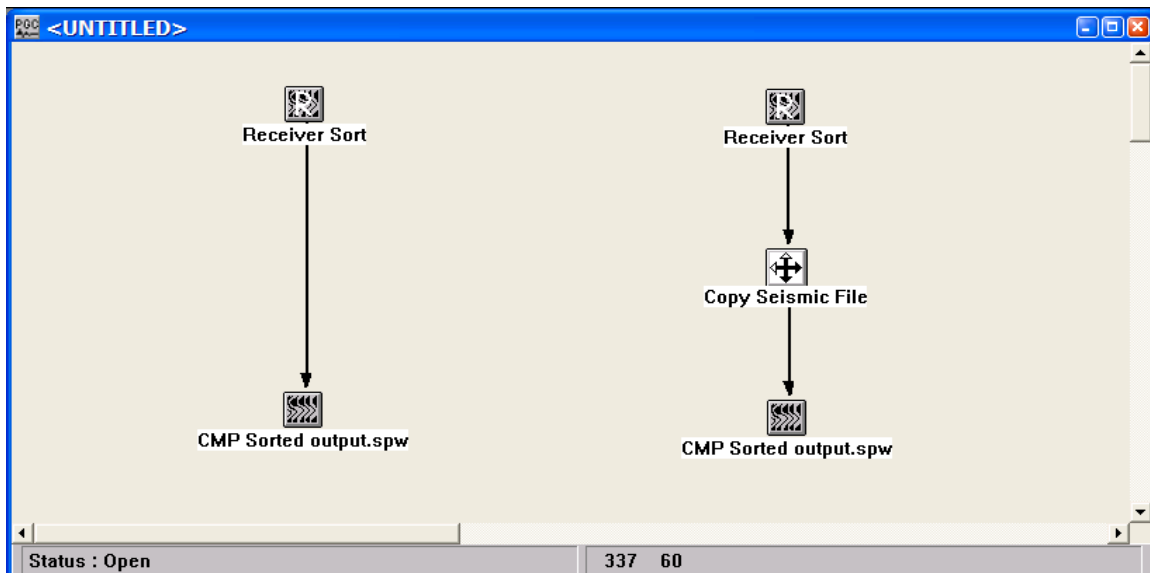 <UNTITLED>
Receiver Sort
Receiver Sort
Copy Seismic File
CMP Sorted output.spw
CMP Sorted output.spw
Status : Open
337 60